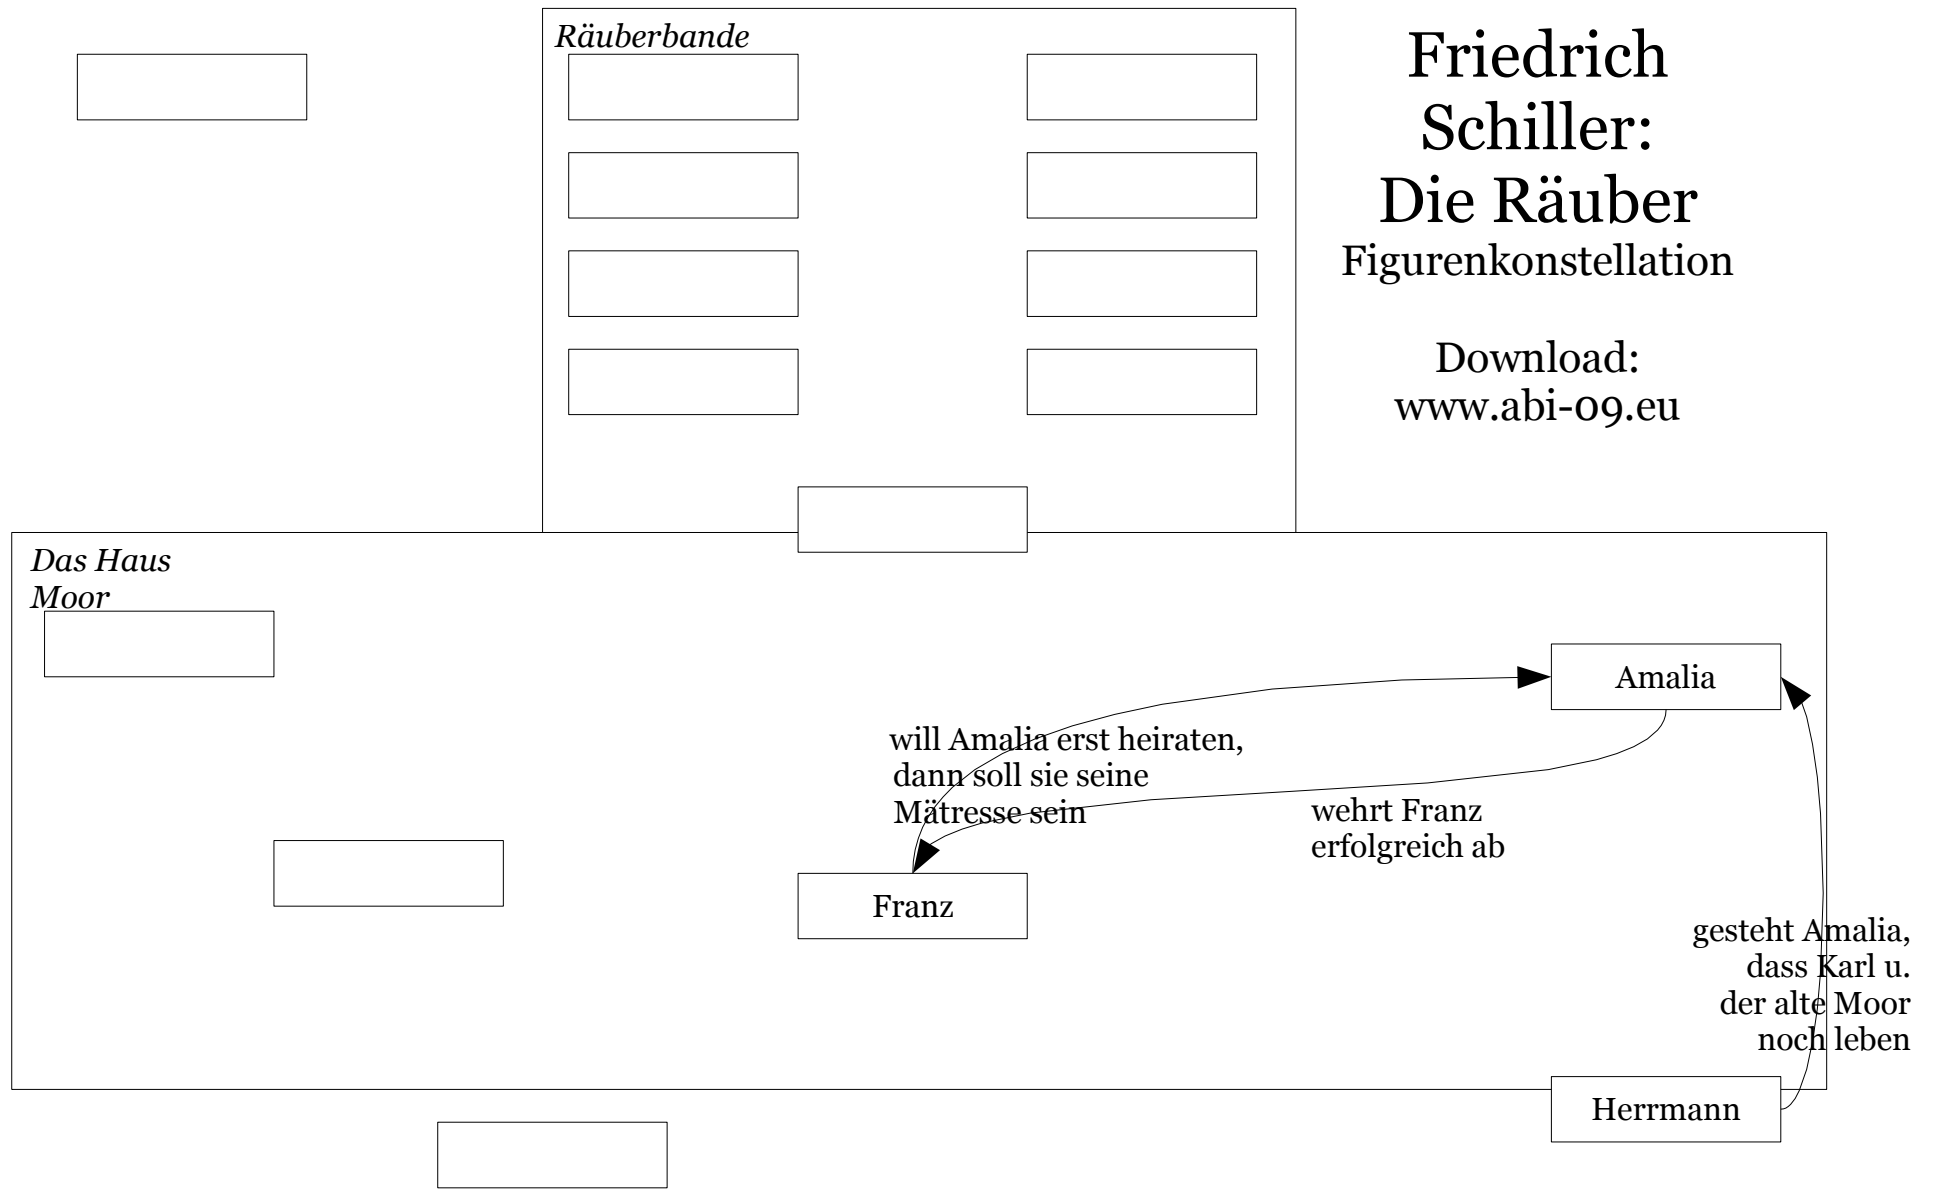 Räuberbande
Friedrich
Schiller:
Die Räuber
Figurenkonstellation
Download:
www.abi-09.eu
Das Haus
Moor
Amalia
will Amalia erst heiraten,
dann soll sie seine
Mätresse sein
wehrt Franz
erfolgreich ab
Franz
gesteht Amalia,
dass Karl u.
der alte Moor
noch leben
Herrmann